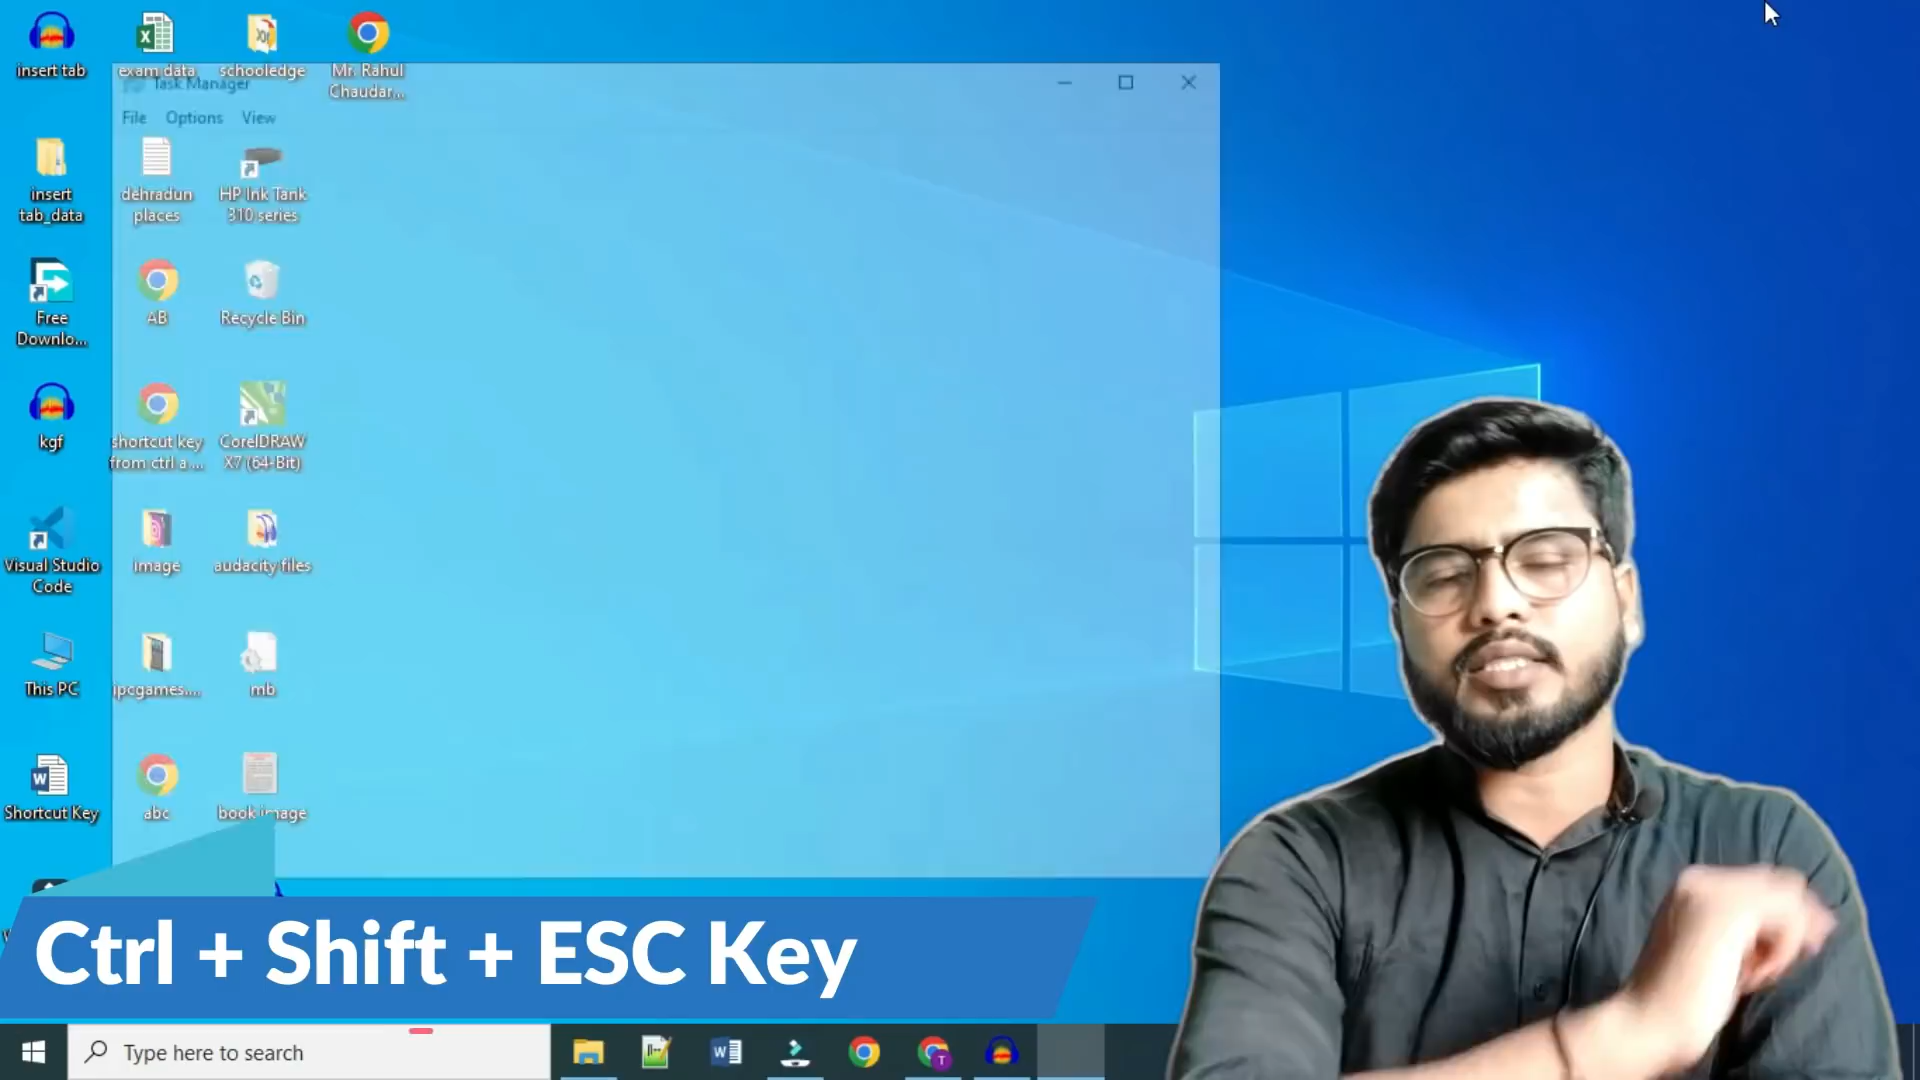 insert tab
exam data
schooledge
Mr. Rahul
Chaudar...
Task Manager
File Options View
insert
tab_data
dehradun
places
HP Ink Tank
310 series
Free
Downlo...
AB
Recycle Bin
kgf
shortcut key
from ctrl a ...
CorelDRAW
X7 (64-Bit)
Visual Studio
Code
image
audacity files
This PC
ipcgames....
mb
Shortcut Key
abc
book image
Ctrl + Shift + ESC Key
Type here to search